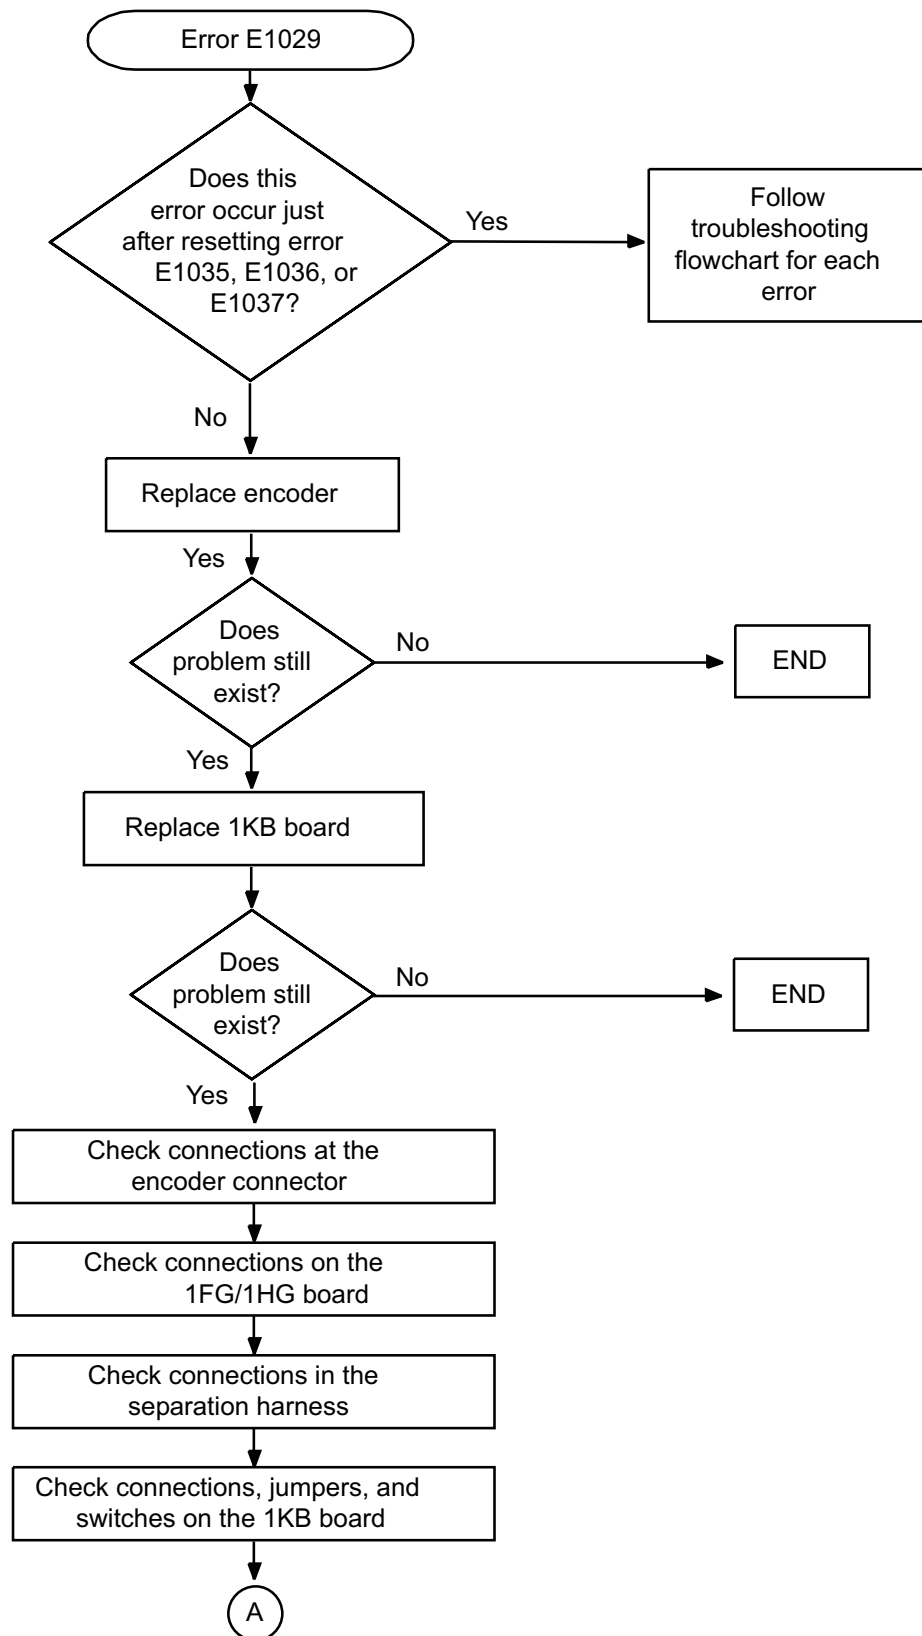 Error E1029
Does this
error occur just
after resetting error
E1035, E1036, or
E1037?
Yes
Follow
troubleshooting
flowchart for each
error
No
Replace encoder
Yes
Does
problem still
exist?
No
END
Yes
Replace 1KB board
Does
problem still
exist?
No
END
Yes
Check connections at the
encoder connector
Check connections on the
1FG/1HG board
Check connections in the
separation harness
Check connections, jumpers, and
switches on the 1KB board
A